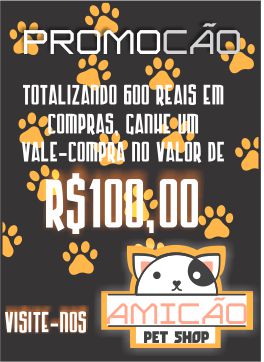 PROMOCÃO
TOTALIZANDO 600 REAIS EM
COMPRAS, GANHE UM
VALE-COMPRA NO VALOR DE
R$100,00
VISITE-NOS
AMICÃO
PET SHOP